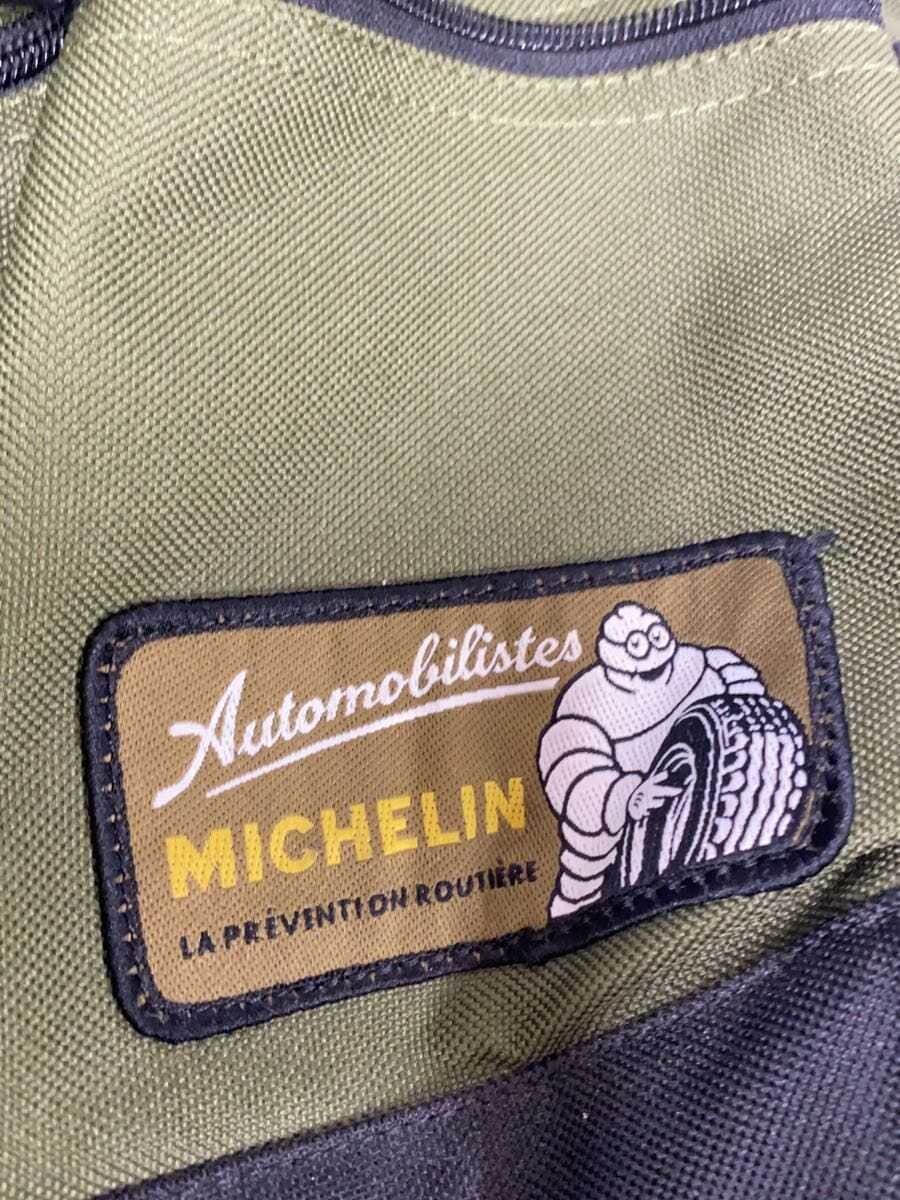 Automobilistes
MICHELIN
LA PRÉVENTION ROUTIÈRE